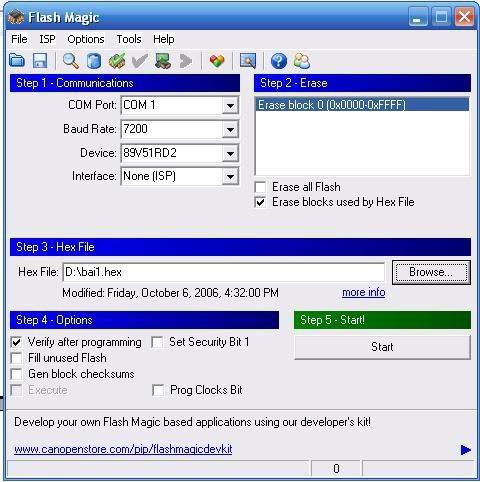 Flash Magic
File ISP Options Tools Help
Step 1 - Communications
COM Port: COM 1
Baud Rate: 7200
Device: 89V51RD2
Interface: None (ISP)
Step 2 - Erase
Erase block 0 (0x0000-0xFFFF)
Erase all Flash
Erase blocks used by Hex File
Step 3 - Hex File
Hex File: D:\bai1.hex Browse...
Modified: Friday, October 6, 2006, 4:32:00 PM more info
Step 4 - Options
Verify after programming Set Security Bit 1
Fill unused Flash
Gen block checksums
Execute Prog Clocks Bit
Step 5 - Start!
Start
Develop your own Flash Magic based applications using our developer's kit!
www.canopenstore.com/pip/flashmagicdevkit
0